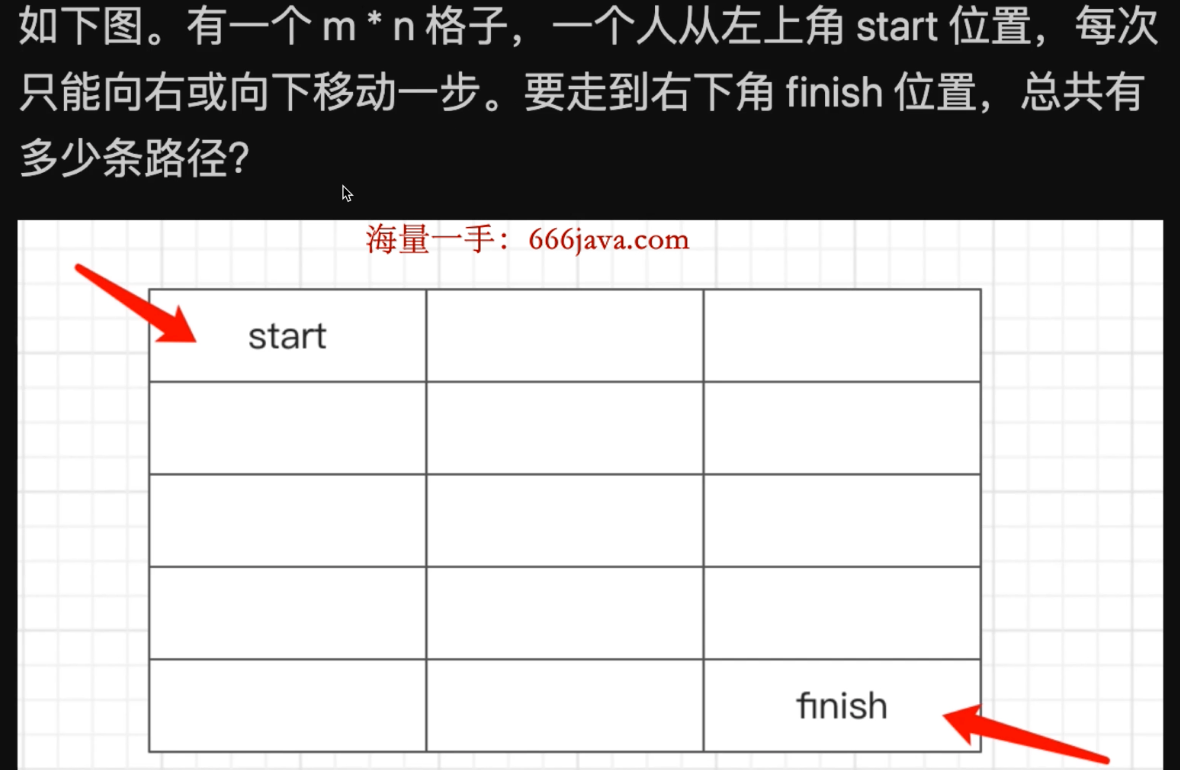 如下图。有一个 m * n 格子，一个人从左上角 start 位置，每次
只能向右或向下移动一步。要走到右下角 finish 位置，总共有
多少条路径？
海量一手：666java.com
start
finish